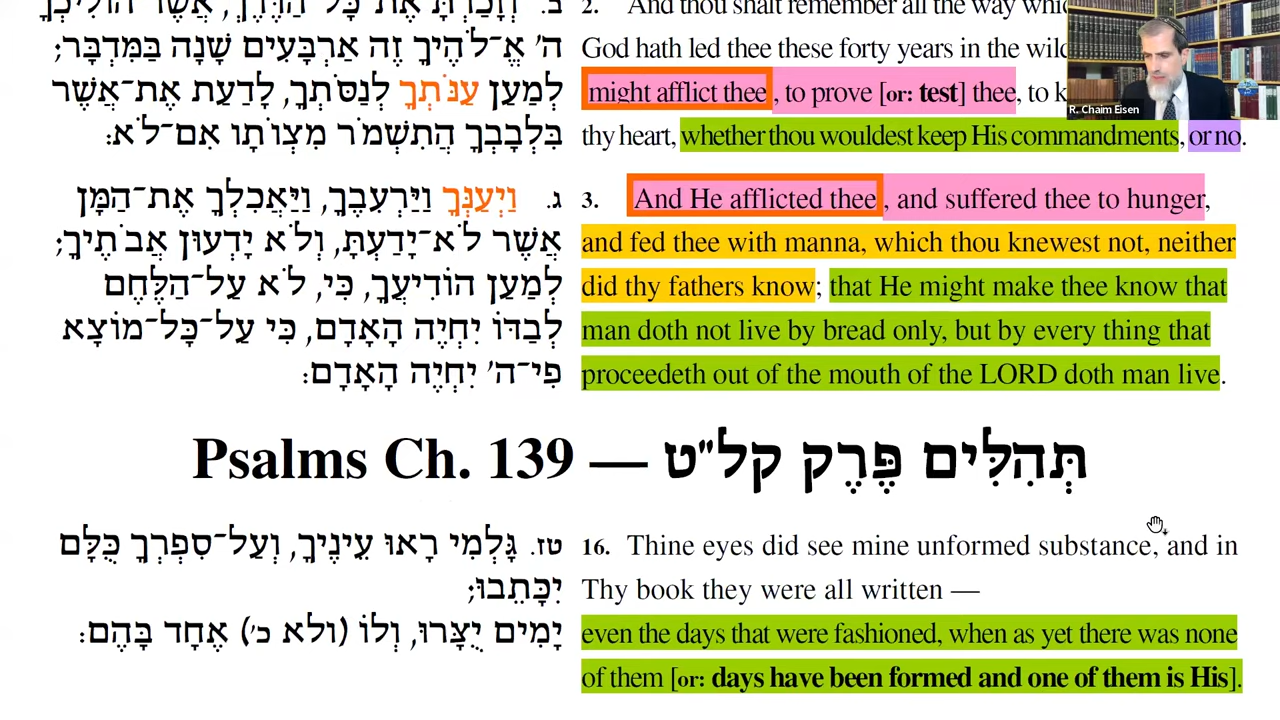 ב. וְזָכַרְתָּ אֶת־כָּל־הַדֶּרֶךְ, אֲשֶׁר הוֹלִיכְךָ
ה' אֱ־לֹהֶיךָ זֶה אַרְבָּעִים שָׁנָה בַּמִּדְבָּר;
לְמַעַן עַנֹּתְךָ לְנַסֹּתְךָ, לָדַעַת אֶת־אֲשֶׁר
בִּלְבָבְךָ הֲתִשְׁמֹר מִצְוֺתָו אִם־לֹא:
2. And thou shalt remember all the way
God hath led thee these forty years in the
might afflict thee, to prove [or: test] thee, to
thy heart, whether thou wouldest keep His commandments, or no.
R. Chaim Eisen
ג. וַיְעַנְּךָ וַיַּרְעִבֶךָ, וַיַּאֲכִלְךָ אֶת־הַמָּן
אֲשֶׁר לֹא־יָדַעְתָּ, וְלֹא יָדְעוּן אֲבֹתֶיךָ;
לְמַעַן הוֹדִיעֲךָ, כִּי, לֹא עַל־הַלֶּחֶם
לְבַדּוֹ יִחְיֶה הָאָדָם, כִּי עַל־כָּל־מוֹצָא
פִי־ה' יִחְיֶה הָאָדָם:
3. And He afflicted thee, and suffered thee to hunger,
and fed thee with manna, which thou knewest not, neither
did thy fathers know; that He might make thee know that
man doth not live by bread only, but by every thing that
proceedeth out of the mouth of the LORD doth man live.
Psalms Ch. 139 — תְּהִלִּים פֶּרֶק קל"ט
טז. גָּלְמִי רָאוּ עֵינֶיךָ, וְעַל־סִפְרְךָ כֻּלָּם
יִכָּתֵבוּ;
יָמִים יֻצָּרוּ, וְלוֹ (ולא כ') אֶחָד בָּהֶם:
16. Thine eyes did see mine unformed substance, and in
Thy book they were all written —
even the days that were fashioned, when as yet there was none
of them [or: days have been formed and one of them is His].